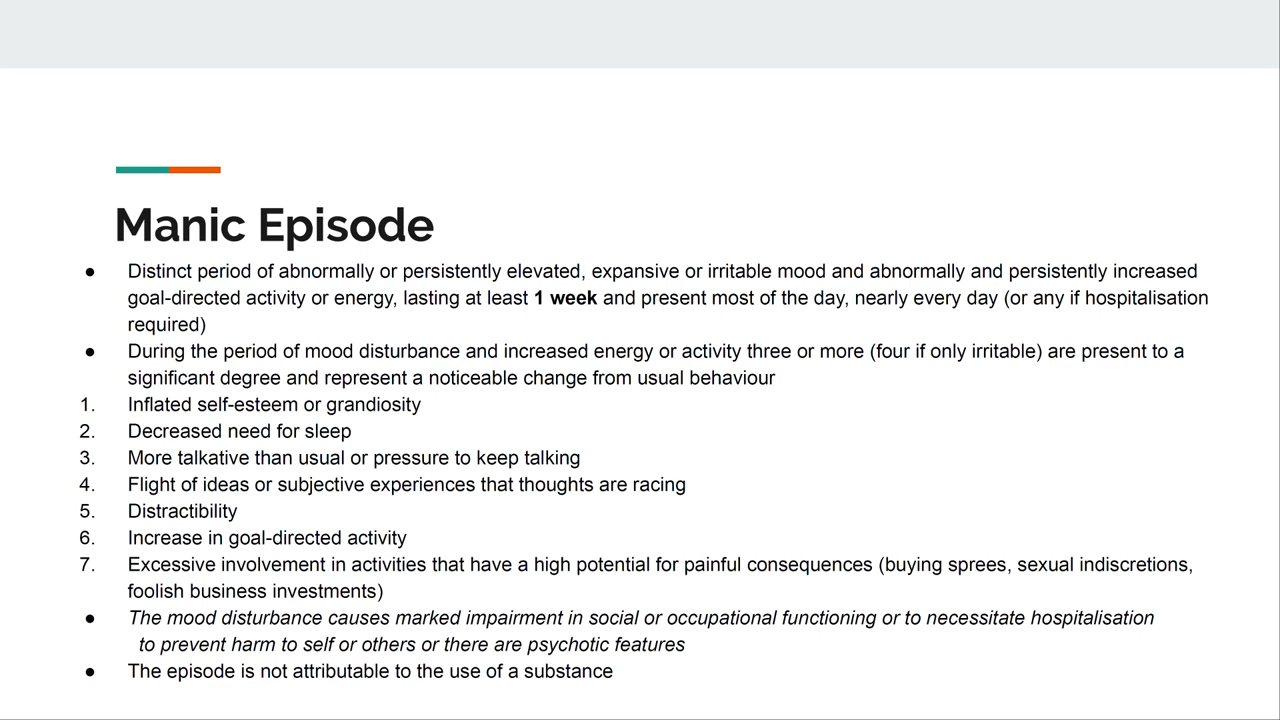 Manic Episode
● Distinct period of abnormally or persistently elevated, expansive or irritable mood and abnormally and persistently increased
goal-directed activity or energy, lasting at least 1 week and present most of the day, nearly every day (or any if hospitalisation
required)
● During the period of mood disturbance and increased energy or activity three or more (four if only irritable) are present to a
significant degree and represent a noticeable change from usual behaviour
1. Inflated self-esteem or grandiosity
2. Decreased need for sleep
3. More talkative than usual or pressure to keep talking
4. Flight of ideas or subjective experiences that thoughts are racing
5. Distractibility
6. Increase in goal-directed activity
7. Excessive involvement in activities that have a high potential for painful consequences (buying sprees, sexual indiscretions,
foolish business investments)
● The mood disturbance causes marked impairment in social or occupational functioning or to necessitate hospitalisation
to prevent harm to self or others or there are psychotic features
● The episode is not attributable to the use of a substance